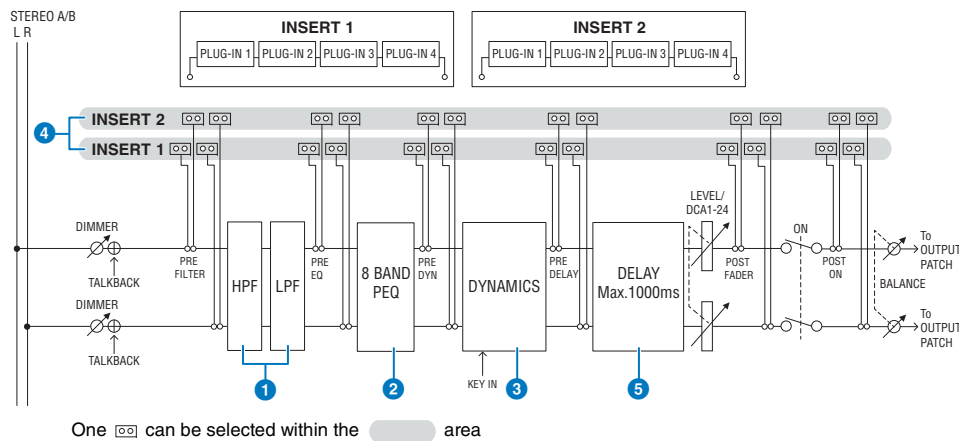 STEREO A/B
L R
INSERT 1
PLUG-IN 1 PLUG-IN 2 PLUG-IN 3 PLUG-IN 4
INSERT 2
PLUG-IN 1 PLUG-IN 2 PLUG-IN 3 PLUG-IN 4
4
INSERT 2
INSERT 1
DIMMER
TALKBACK
DIMMER
TALKBACK
PRE
FILTER
HPF
LPF
1
PRE
EQ
8 BAND
PEQ
2
PRE
DYN
DYNAMICS
KEY IN
3
PRE
DELAY
DELAY
Max.1000ms
5
LEVEL/
DCA1-24
POST
FADER
ON
POST
ON
BALANCE
To
OUTPUT
PATCH
To
OUTPUT
PATCH
One can be selected within the area